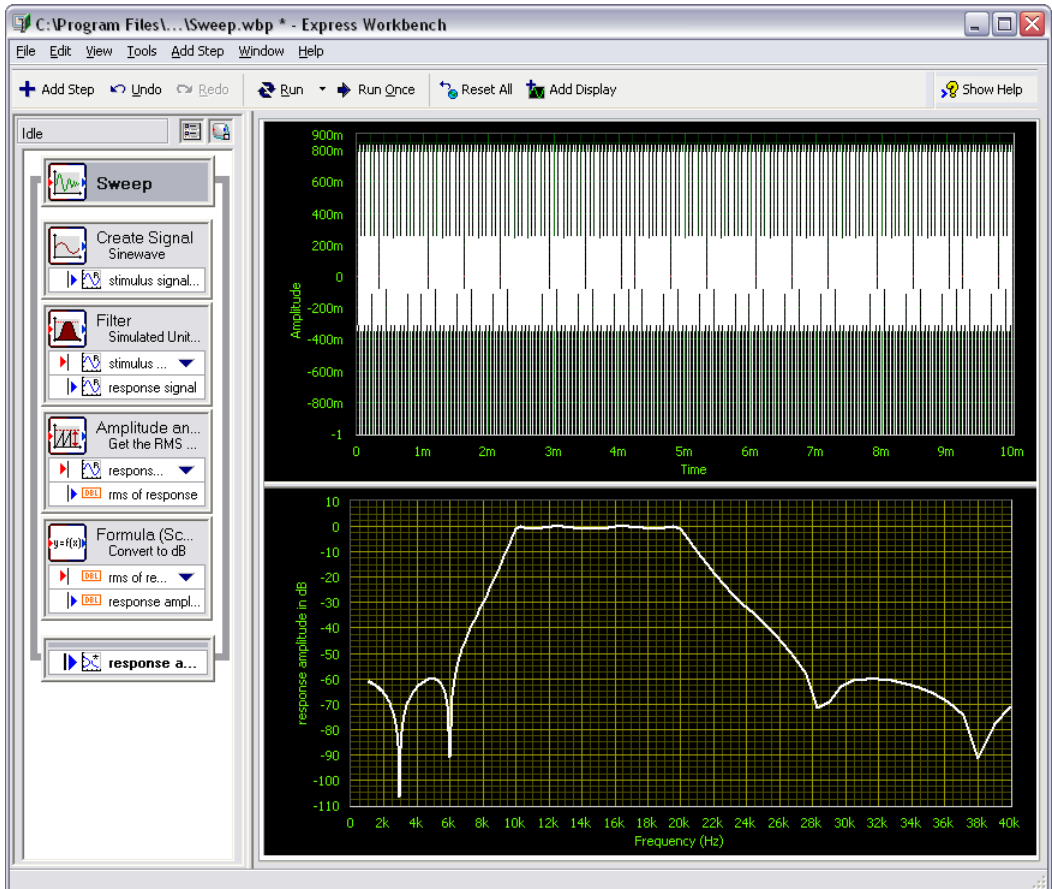 C:\Program Files\...\Sweep.wbp * - Express Workbench
File Edit View Tools Add Step Window Help
Add Step Undo Redo Run Run Once Reset All Add Display Show Help
Idle
Sweep
Create Signal
Sinewave
stimulus signal...
Filter
Simulated Unit...
stimulus ...
response signal
Amplitude an...
Get the RMS ...
respons...
DBL rms of response
y=f(x)
Formula (Sc...
Convert to dB
DBL rms of re...
DBL response ampl...
response a...
900m
800m
600m
400m
200m
0
-200m
-400m
-600m
-800m
-1
Amplitude
0 1m 2m 3m 4m 5m 6m 7m 8m 9m 10m
Time
10
0
-10
-20
-30
-40
-50
-60
-70
-80
-90
-100
-110
response amplitude in dB
0 2k 4k 6k 8k 10k 12k 14k 16k 18k 20k 22k 24k 26k 28k 30k 32k 34k 36k 38k 40k
Frequency (Hz)